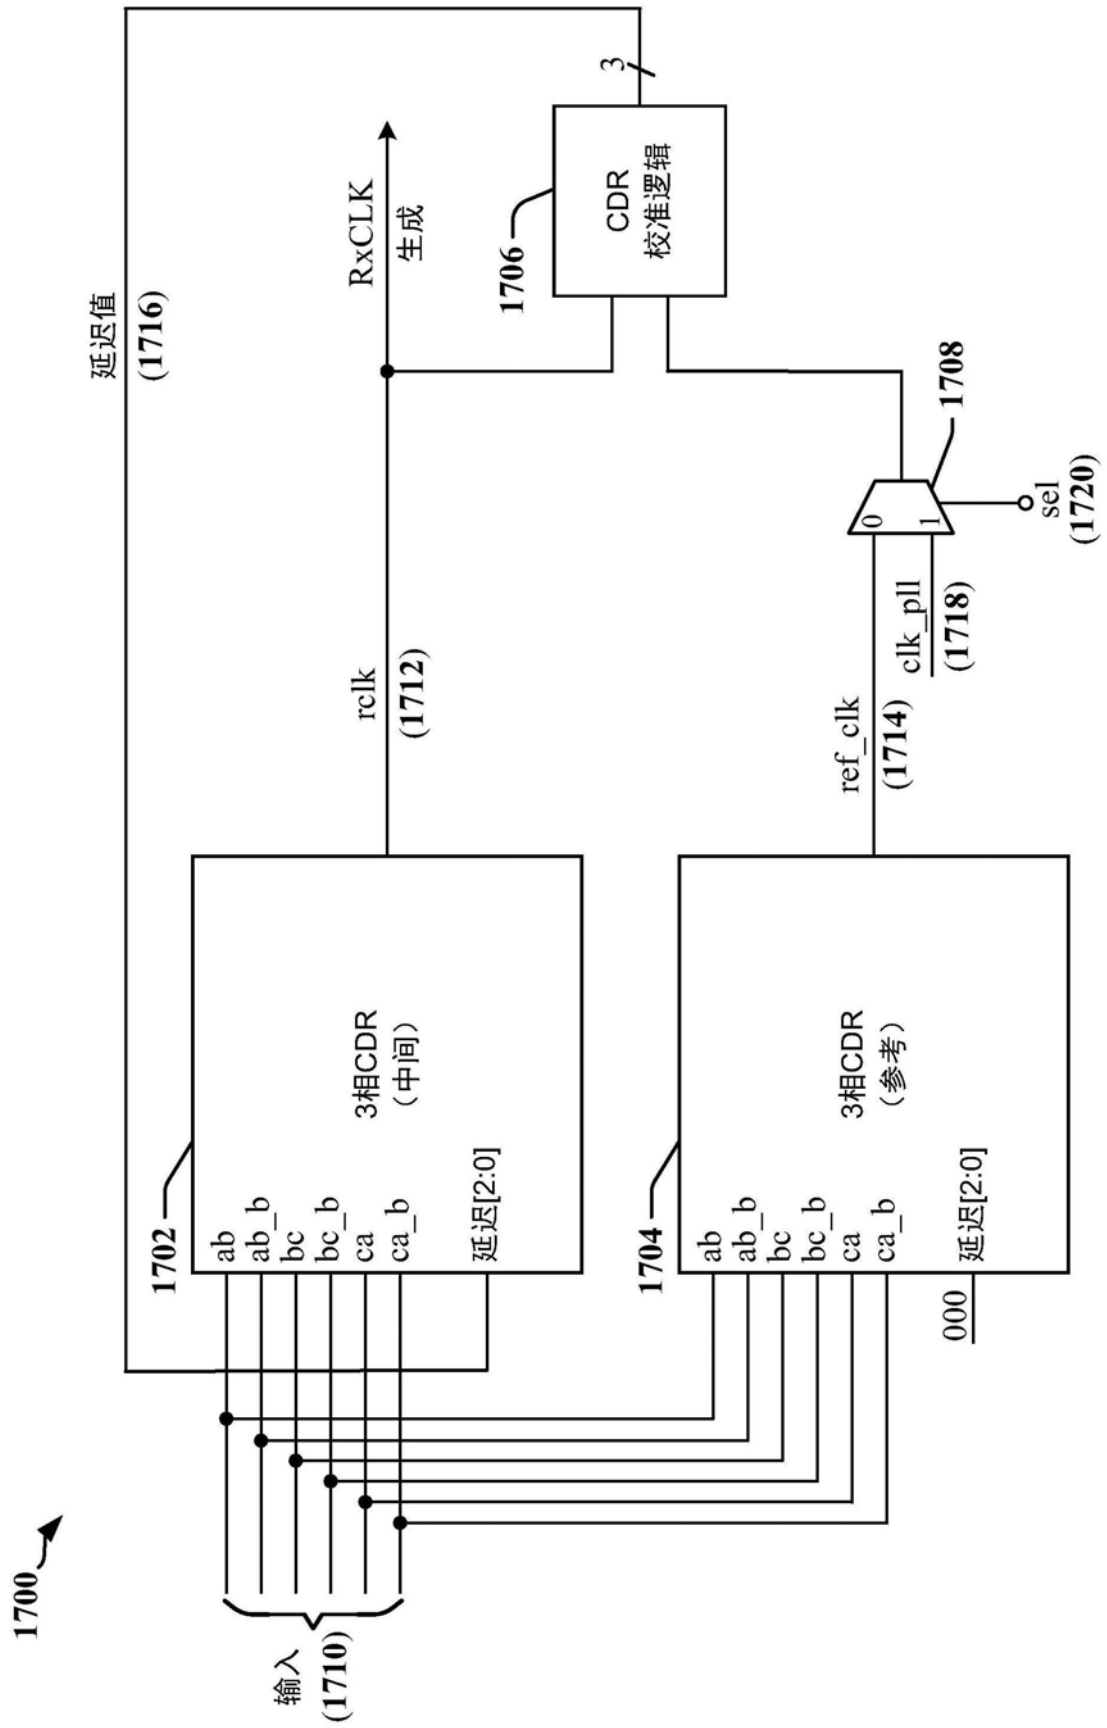 1700
延迟值
(1716)
输入
(1710)
1702
ab
ab_b
bc
bc_b
ca
ca_b
延迟[2:0]
3相CDR
（中间）
rclk
(1712)
RxCLK
生成
1706
CDR
校准逻辑
3
1704
ab
ab_b
bc
bc_b
ca
ca_b
000
延迟[2:0]
3相CDR
（参考）
ref_clk
(1714)
clk_pll
(1718)
0
1
1708
sel
(1720)